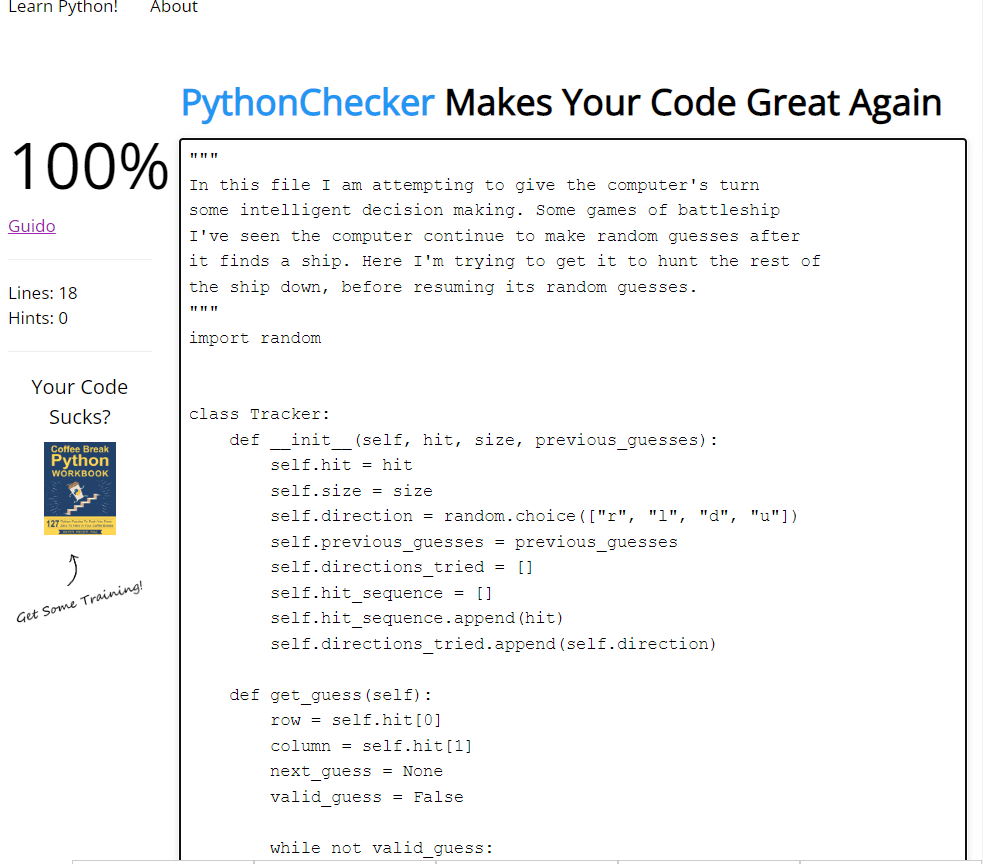 Learn Python! About
PythonChecker Makes Your Code Great Again
100%
Guido
Lines: 18
Hints: 0
Your Code
Sucks?
Coffee Break
Python
WORKBOOK
127
Get Some Training!
"""
In this file I am attempting to give the computer's turn
some intelligent decision making. Some games of battleship
I've seen the computer continue to make random guesses after
it finds a ship. Here I'm trying to get it to hunt the rest of
the ship down, before resuming its random guesses.
"""
import random
class Tracker:
    def __init__(self, hit, size, previous_guesses):
        self.hit = hit
        self.size = size
        self.direction = random.choice(["r", "l", "d", "u"])
        self.previous_guesses = previous_guesses
        self.directions_tried = []
        self.hit_sequence = []
        self.hit_sequence.append(hit)
        self.directions_tried.append(self.direction)
    def get_guess(self):
        row = self.hit[0]
        column = self.hit[1]
        next_guess = None
        valid_guess = False
        while not valid_guess: